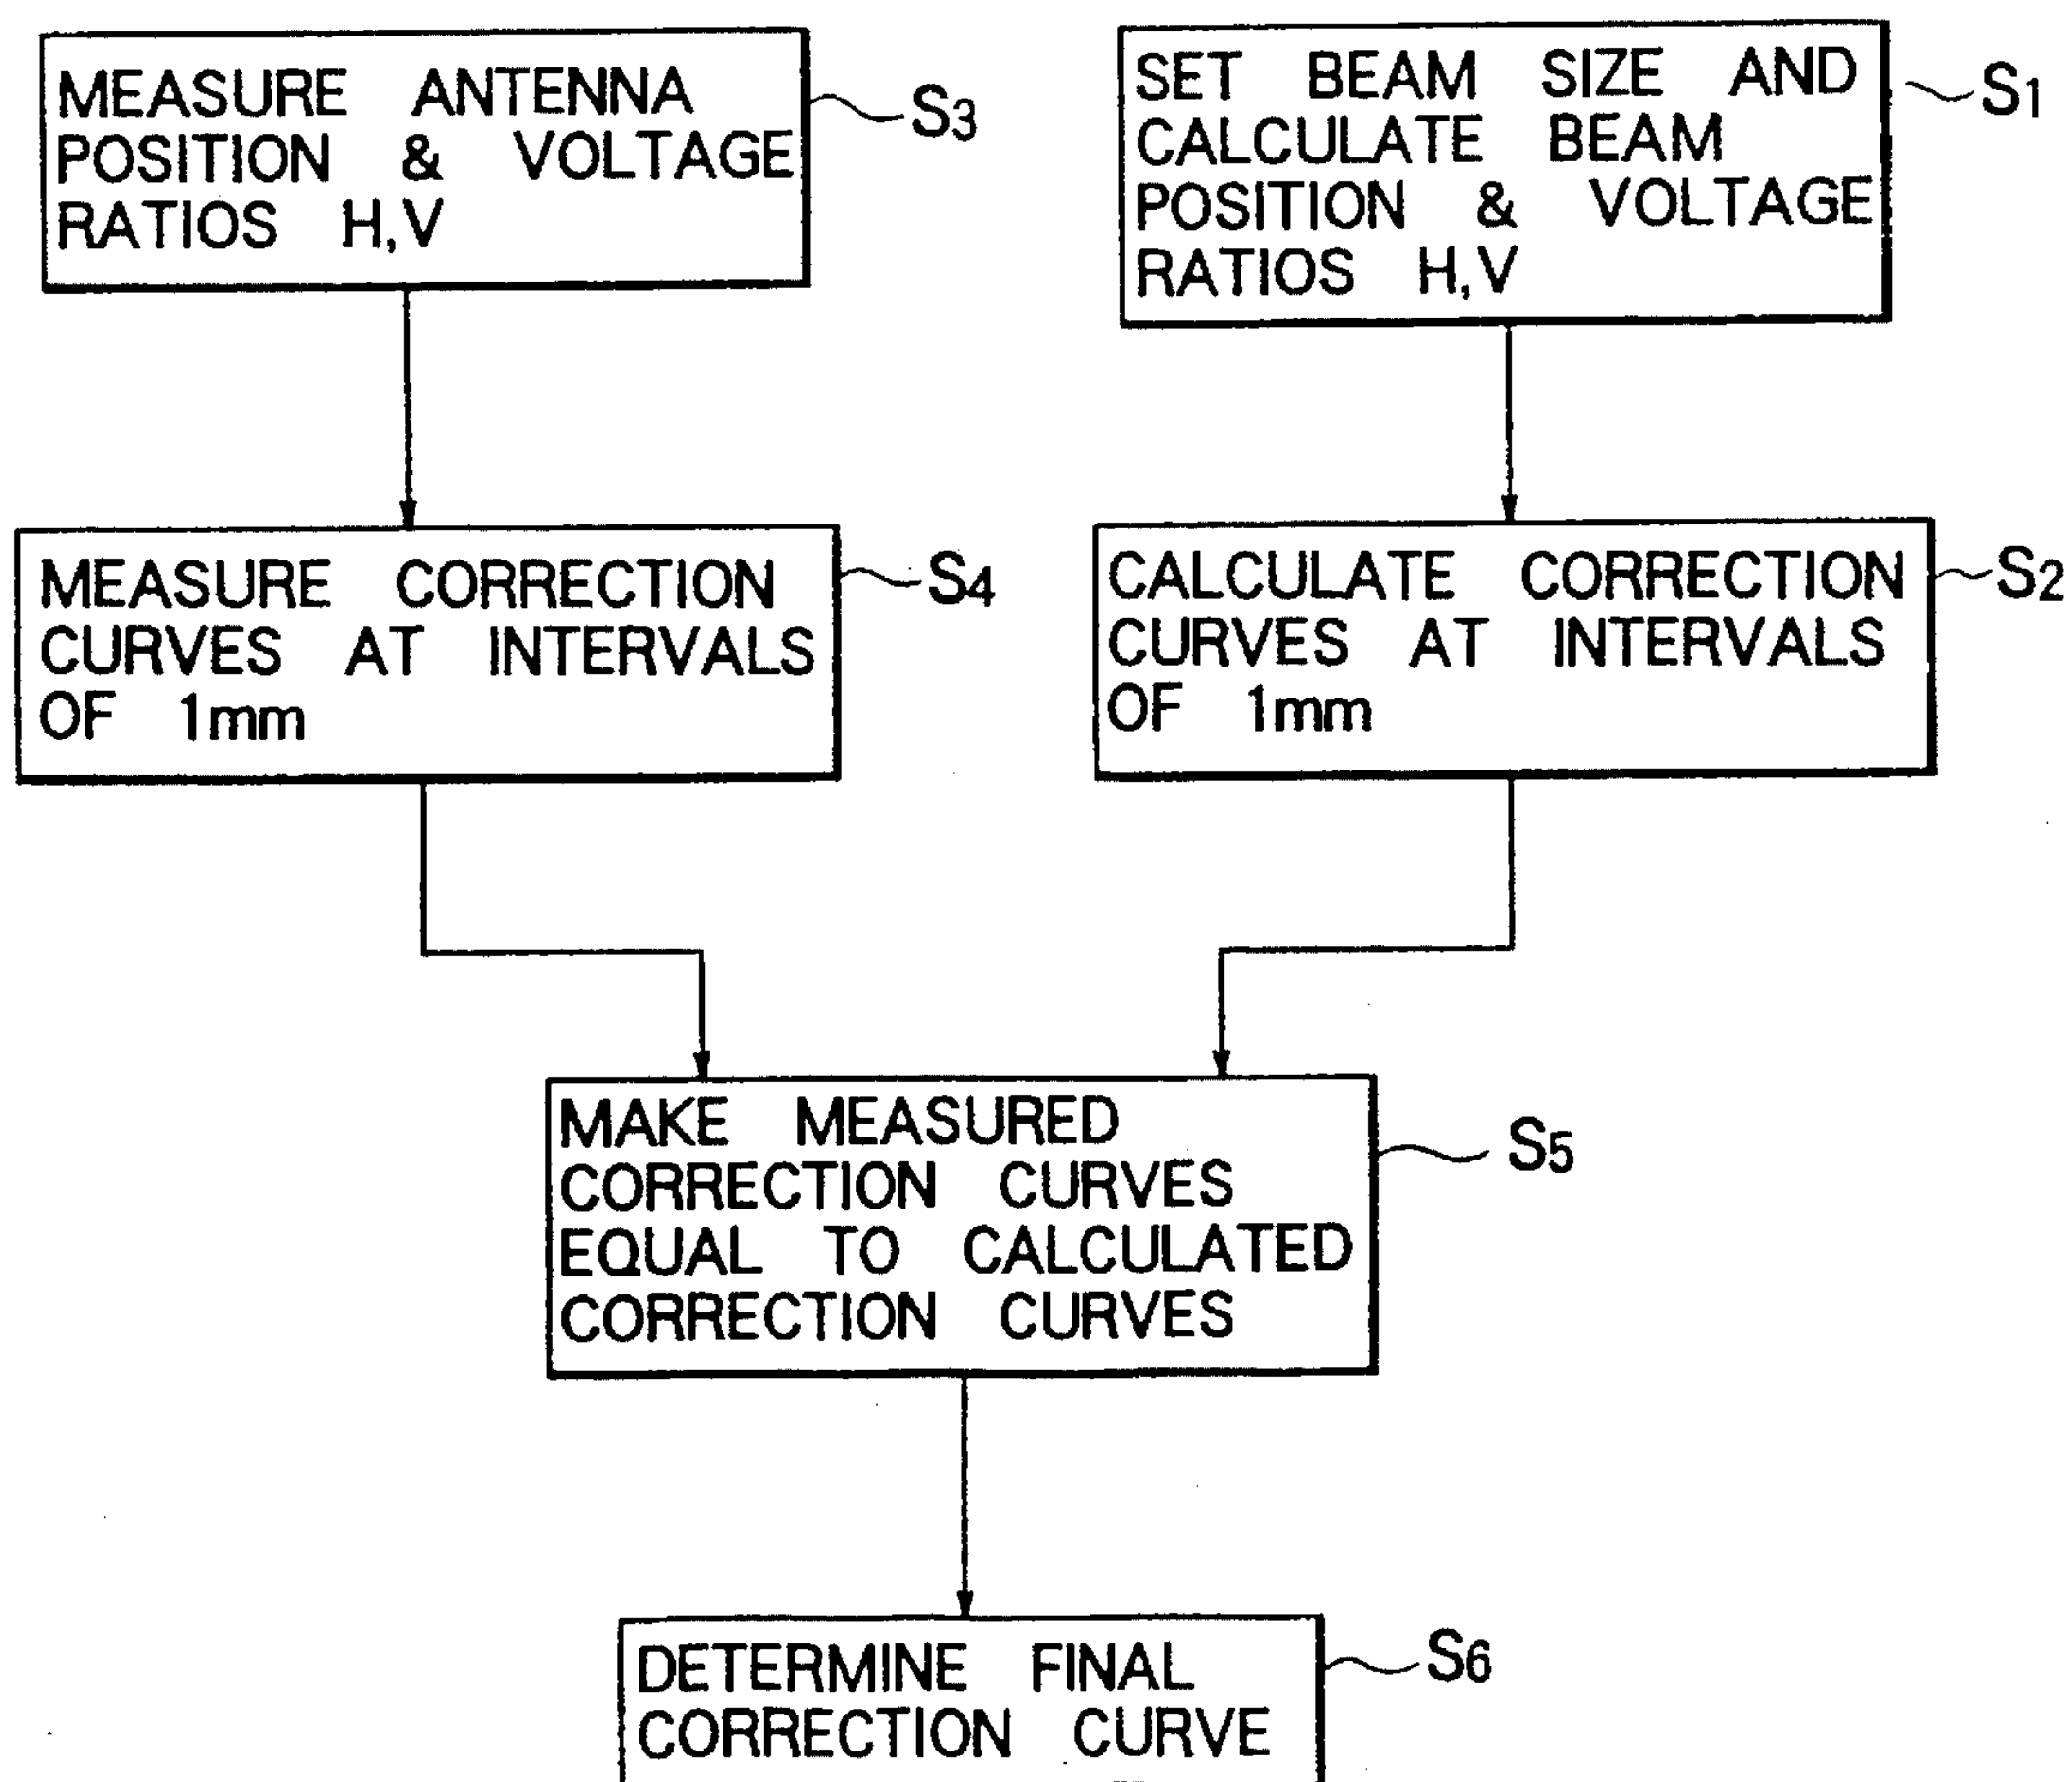 MEASURE ANTENNA
POSITION & VOLTAGE
RATIOS H,V
S3
SET BEAM SIZE AND
CALCULATE BEAM
POSITION & VOLTAGE
RATIOS H,V
S1
MEASURE CORRECTION
CURVES AT INTERVALS
OF 1mm
S4
CALCULATE CORRECTION
CURVES AT INTERVALS
OF 1mm
S2
MAKE MEASURED
CORRECTION CURVES
EQUAL TO CALCULATED
CORRECTION CURVES
S5
DETERMINE FINAL
CORRECTION CURVE
S6